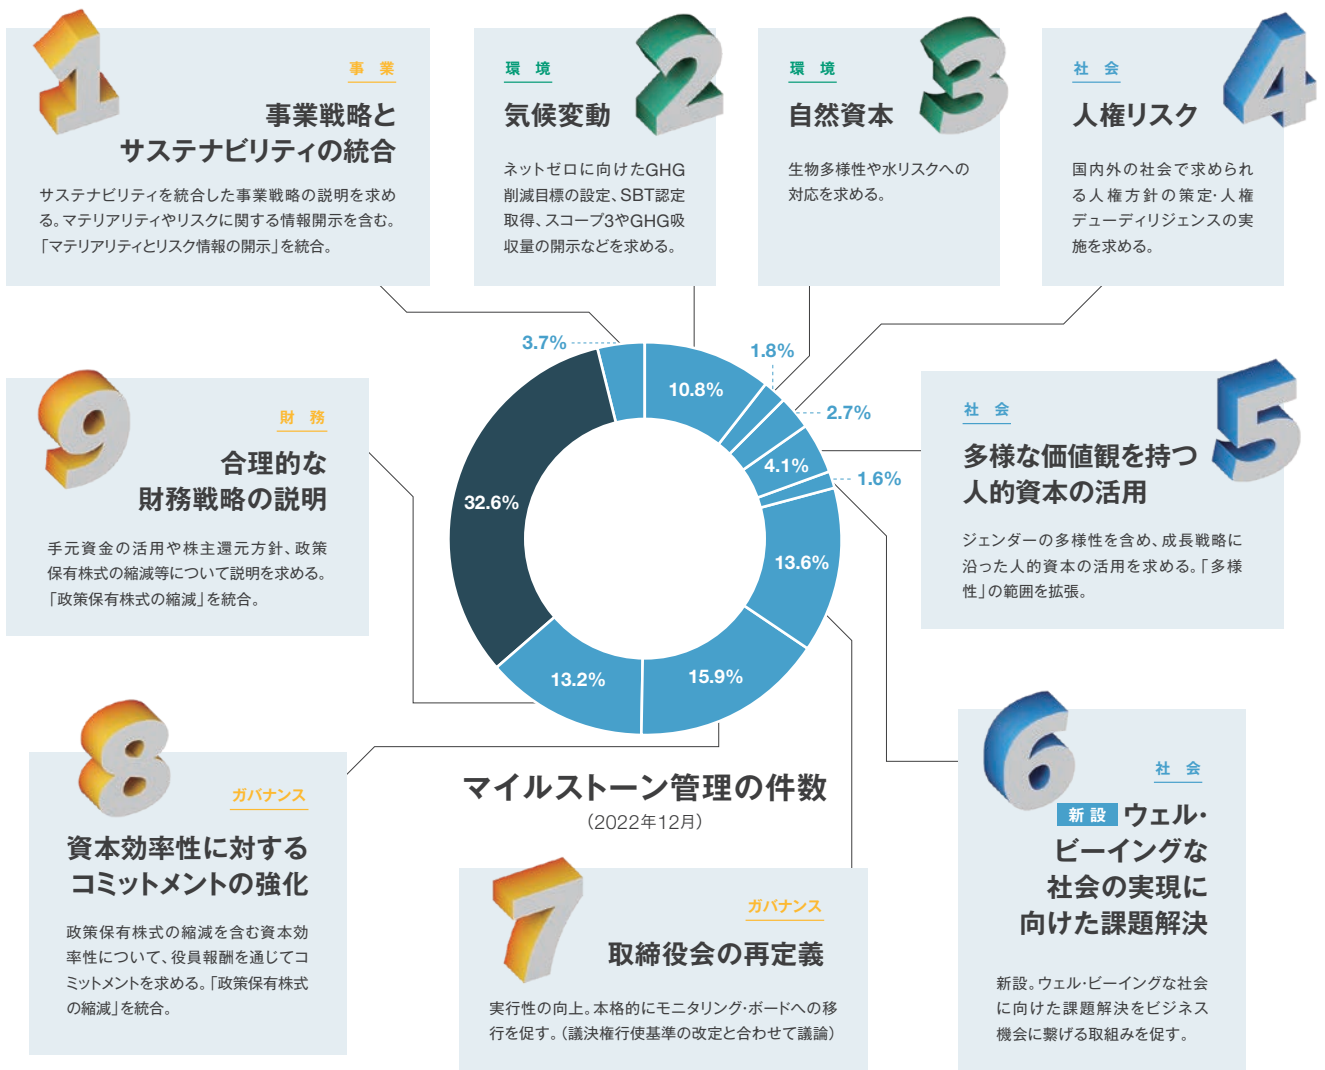 1
事 業
事業戦略と
サステナビリティの統合
サステナビリティを統合した事業戦略の説明を求め
る。マテリアリティやリスクに関する情報開示を含む。
「マテリアリティとリスク情報の開示」を統合。
2
環 境
気候変動
ネットゼロに向けたGHG
削減目標の設定、SBT認定
取得、スコープ3やGHG吸
収量の開示などを求める。
3
環 境
自然資本
生物多様性や水リスクへの
対応を求める。
4
社 会
人権リスク
国内外の社会で求められ
る人権方針の策定・人権
デューディリジェンスの実
施を求める。
3.7%
10.8%
1.8%
2.7%
4.1%
1.6%
13.6%
15.9%
13.2%
32.6%
マイルストーン管理の件数
(2022年12月)
5
社 会
多様な価値観を持つ
人的資本の活用
ジェンダーの多様性を含め、成長戦略に
沿った人的資本の活用を求める。「多様
性」の範囲を拡張。
6
社 会
新設 ウェル・
ビーイングな
社会の実現に
向けた課題解決
新設。ウェル・ビーイングな社会
に向けた課題解決をビジネス
機会に繋げる取組みを促す。
7
ガバナンス
取締役会の再定義
実行性の向上。本格的にモニタリング・ボードへの移
行を促す。(議決権行使基準の改定と合わせて議論)
8
ガバナンス
資本効率性に対する
コミットメントの強化
政策保有株式の縮減を含む資本効
率性について、役員報酬を通じてコ
ミットメントを求める。「政策保有株式
の縮減」を統合。
9
財 務
合理的な
財務戦略の説明
手元資金の活用や株主還元方針、政策
保有株式の縮減等について説明を求める。
「政策保有株式の縮減」を統合。